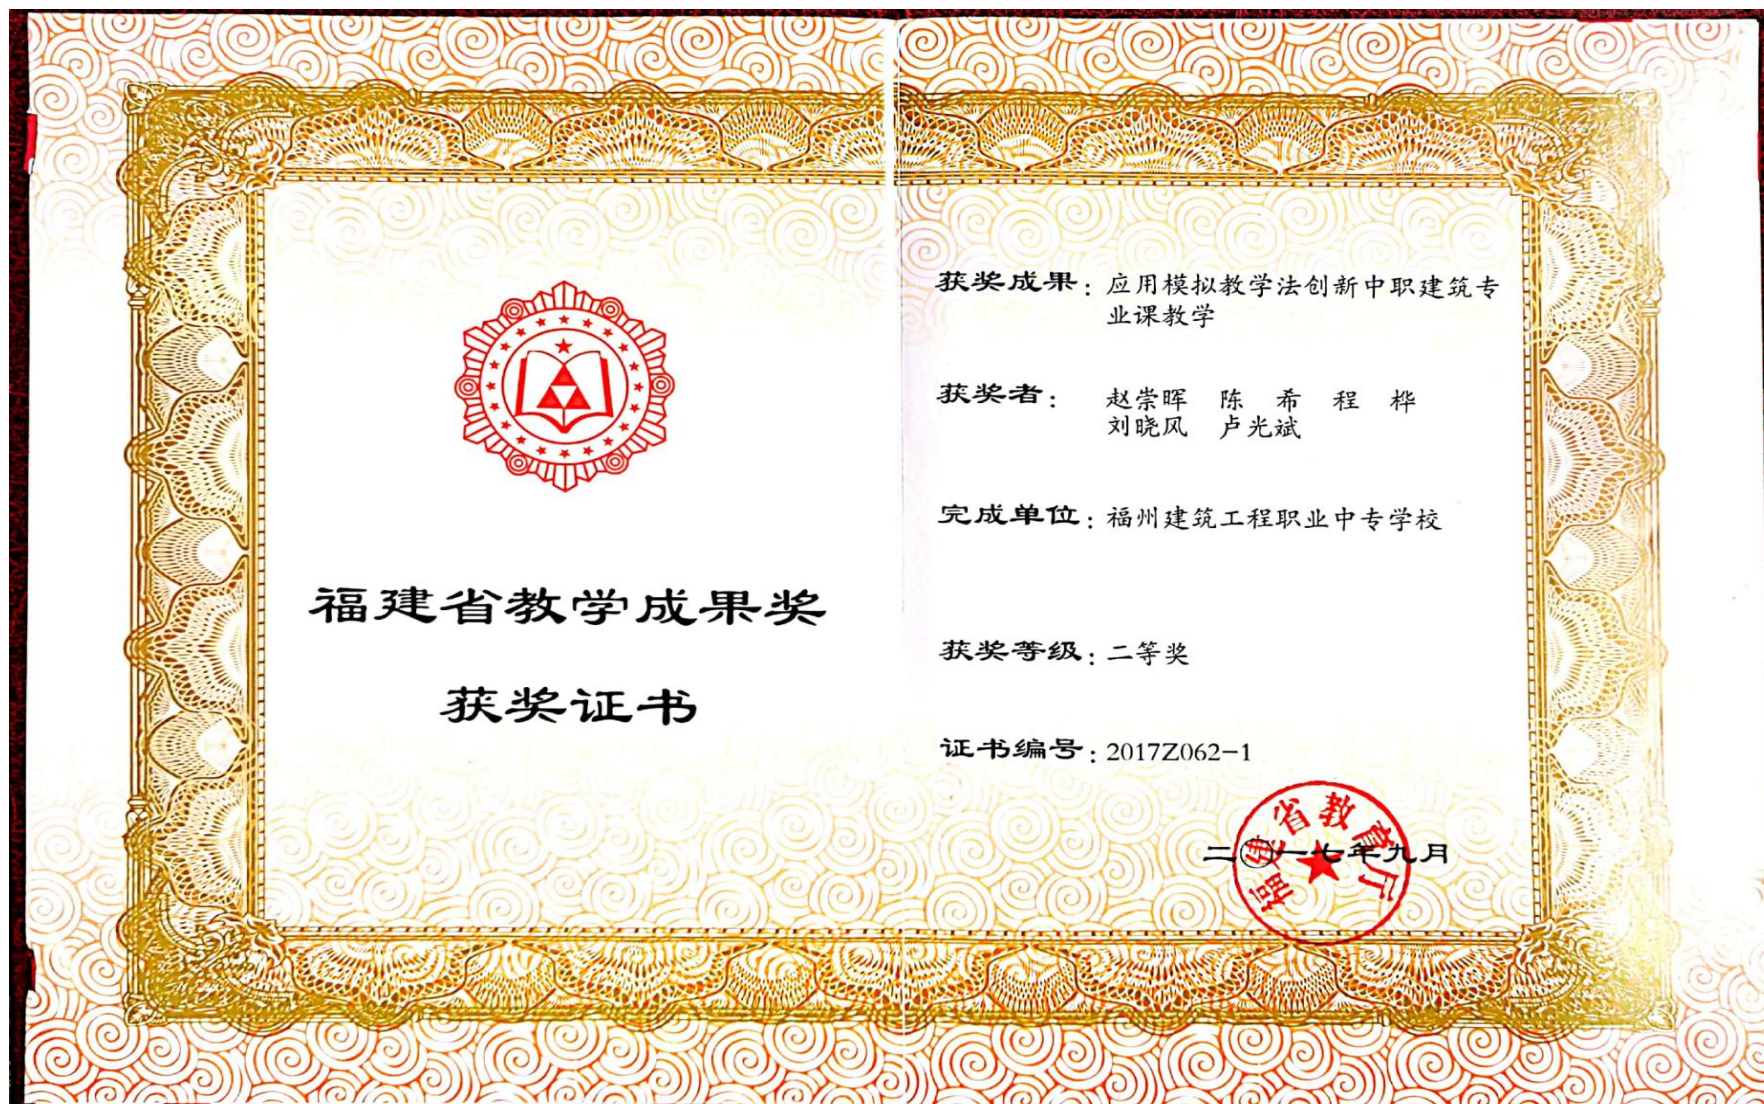 福建省教学成果奖
获奖证书
获奖成果：应用模拟教学法创新中职建筑专
业课教学
获奖者： 赵崇晖 陈 希 程 桦
刘晓风 卢光斌
完成单位：福州建筑工程职业中专学校
获奖等级：二等奖
证书编号：2017Z062-1
福建省教育厅
二〇一七年九月